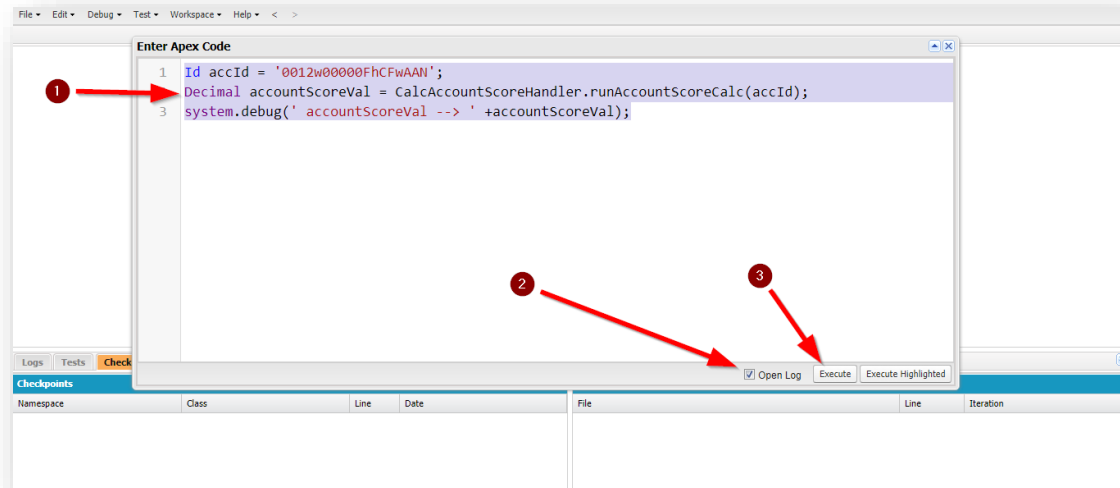 File Edit Debug Test Workspace Help < >
Enter Apex Code
1 Id accId = '0012w00000FhCFwAAN';
1 Decimal accountScoreVal = CalcAccountScoreHandler.runAccountScoreCalc(accId);
3 system.debug(' accountScoreVal --> ' +accountScoreVal);
2
3
Open Log Execute Execute Highlighted
Logs Tests Check
Checkpoints
Namespace Class Line Date File Line Iteration